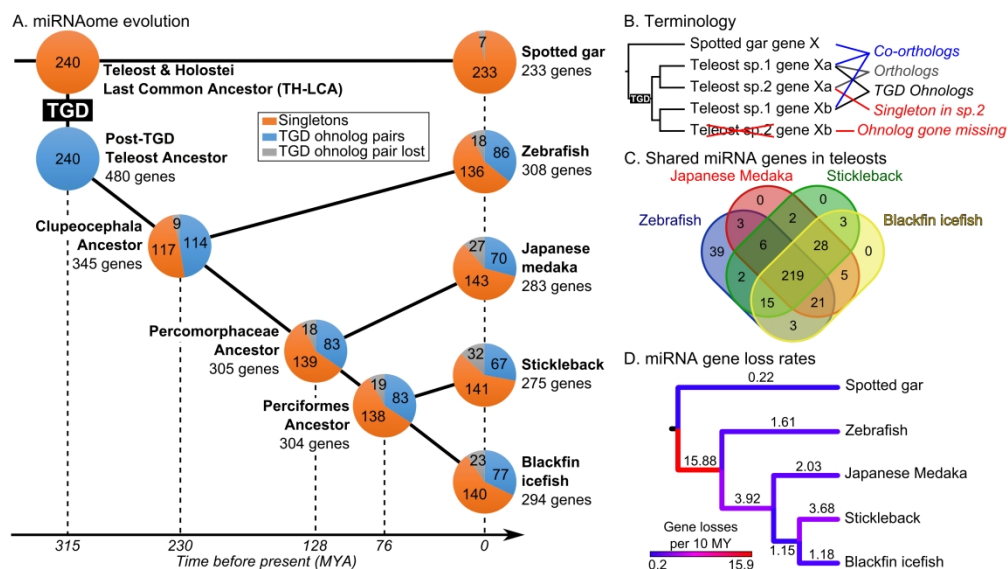 A. miRNAome evolution
240
Teleost & Holostei
Last Common Ancestor (TH-LCA)
7
233
Spotted gar
233 genes
TGD
Singletons
TGD ohnolog pairs
TGD ohnolog pair lost
240
Post-TGD
Teleost Ancestor
480 genes
18
86
136
Zebrafish
308 genes
Clupeocephala
Ancestor
345 genes
9
117
114
27
70
143
Japanese
medaka
283 genes
Percomorphaceae
Ancestor
305 genes
18
83
139
32
67
141
Stickleback
275 genes
Perciformes
Ancestor
304 genes
19
83
138
23
77
140
Blackfin
icefish
294 genes
315
230
128
76
0
Time before present (MYA)
B. Terminology
Spotted gar gene X
Teleost sp.1 gene Xa
Teleost sp.2 gene Xa
Teleost sp.1 gene Xb
Teleost sp.2 gene Xb
TGD
Co-orthologs
Orthologs
TGD Ohnologs
Singleton in sp.2
Ohnolog gone missing
C. Shared miRNA genes in teleosts
Japanese Medaka
Stickleback
Zebrafish
Blackfin icefish
0
0
3
2
3
39
6
28
0
219
2
5
15
21
3
D. miRNA gene loss rates
0.22
Spotted gar
1.61
Zebrafish
15.88
2.03
Japanese Medaka
3.92
3.68
Stickleback
1.15
1.18
Blackfin icefish
Gene losses
per 10 MY
0.2
15.9